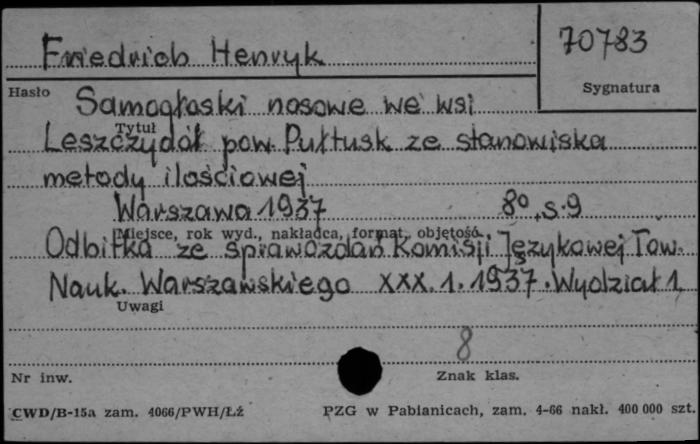 Friedrich Henryk
70783
Hasło
Sygnatura
Samogłoski nosowe we wsi
Tytuł
Leszczydół pow. Pułtusk ze stanowiska
metody ilościowej
Warszawa 1937 8° s. 9
Miejsce, rok wyd., nakładca, format, objętość
Odbitka ze sprawozdań Komisji Językowej Tow.
Nauk. Warszawskiego XXX. 1. 1937. Wydział 1
Uwagi
8
Nr inw.
Znak klas.
CWD/B-15a zam. 4066/PWH/Łź
PZG w Pabianicach, zam. 4-66 nakł. 400 000 szt.